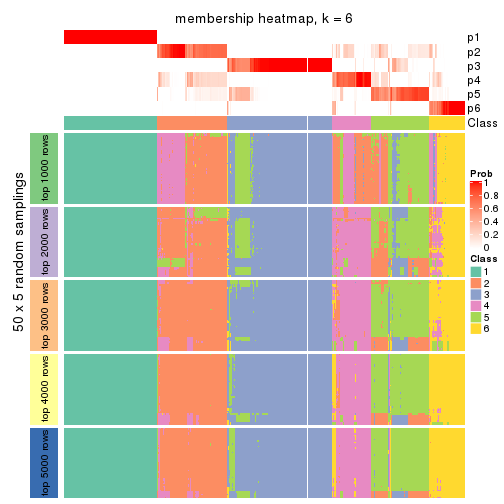 membership heatmap, k = 6
p1
p2
p3
p4
p5
p6
Class
50 x 5 random samplings
top 1000 rows
top 2000 rows
top 3000 rows
top 4000 rows
top 5000 rows
Prob
1
0.8
0.6
0.4
0.2
0
Class
1
2
3
4
5
6